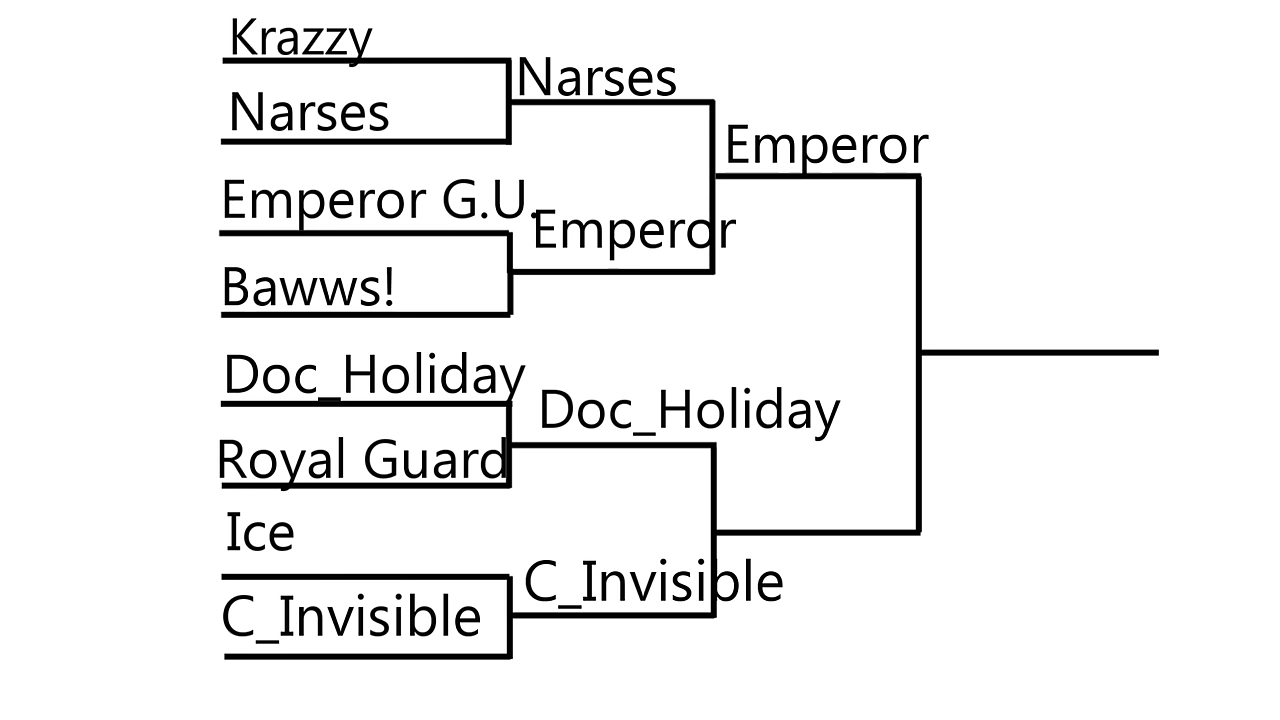 Krazzy
Narses
Narses
Emperor
Emperor G.U.
Emperor
Bawws!
Doc_Holiday
Doc_Holiday
Royal Guard
Ice
C_Invisible
C_Invisible